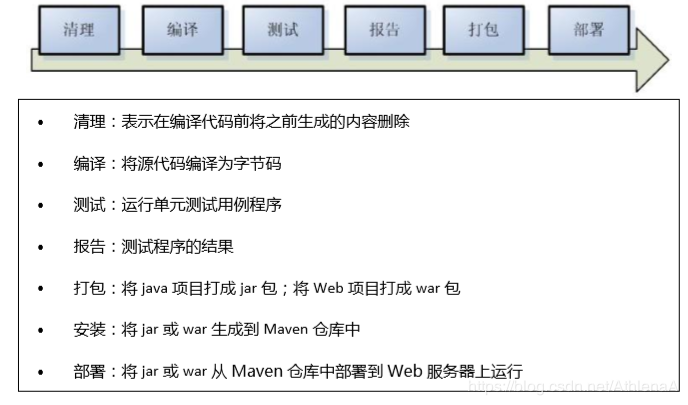 清理 编译 测试 报告 打包 部署
• 清理：表示在编译代码前将之前生成的内容删除
• 编译：将源代码编译为字节码
• 测试：运行单元测试用例程序
• 报告：测试程序的结果
• 打包：将 java 项目打成 jar 包；将 Web 项目打成 war 包
• 安装：将 jar 或 war 生成到 Maven 仓库中
• 部署：将 jar 或 war 从 Maven 仓库中部署到 Web 服务器上运行